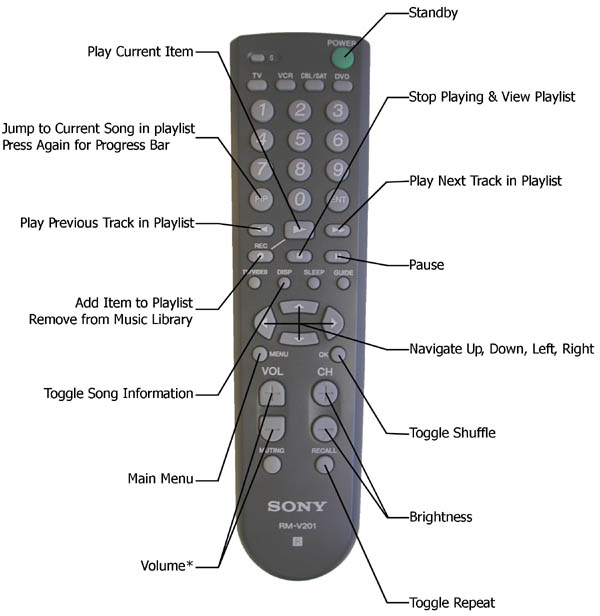 Standby
POWER
Play Current Item
S
TV VCR CBL/SAT DVD
Stop Playing & View Playlist
1 2 3
Jump to Current Song in playlist
Press Again for Progress Bar
4 5 6
7 8 9
Play Next Track in Playlist
PIP 0 ENT
Play Previous Track in Playlist
REC
Pause
TV/VIDEO DISP SLEEP GUIDE
Add Item to Playlist
Remove from Music Library
Navigate Up, Down, Left, Right
MENU OK
VOL CH
Toggle Song Information
Toggle Shuffle
MUTING RECALL
Main Menu
SONY
Brightness
RM-V201
Volume*
Toggle Repeat